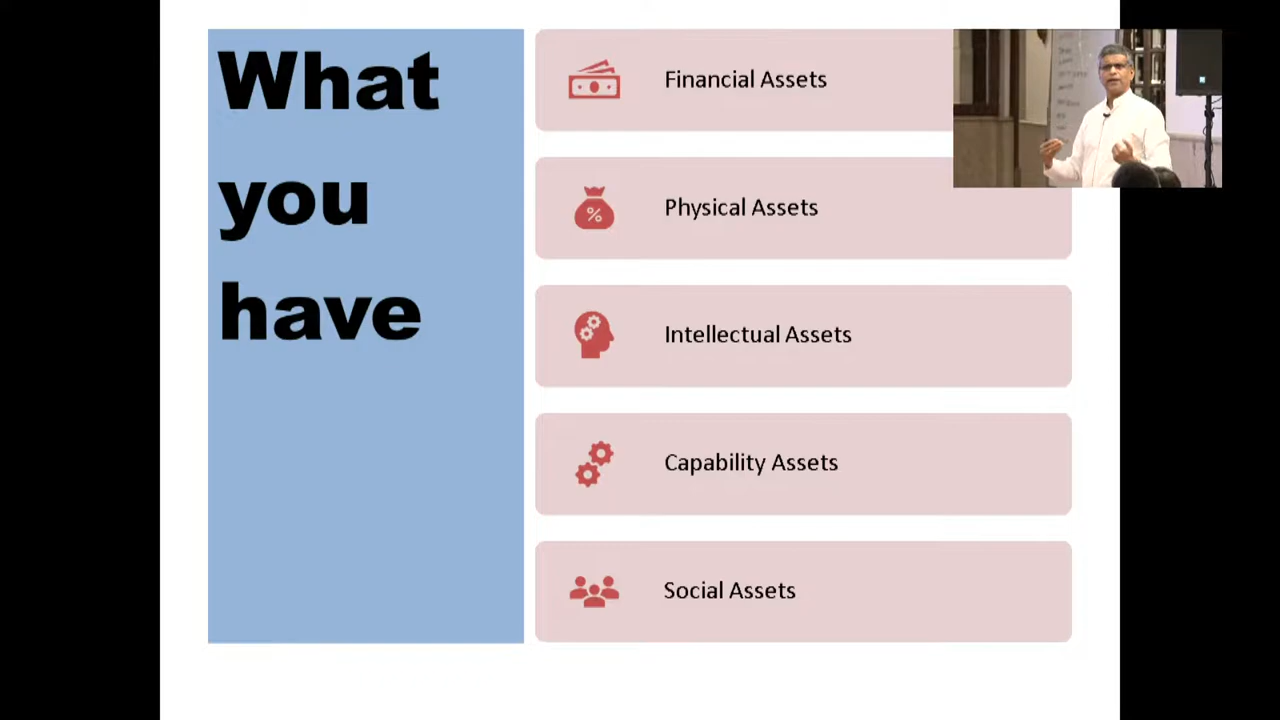 What
you
have
Financial Assets
Physical Assets
Intellectual Assets
Capability Assets
Social Assets